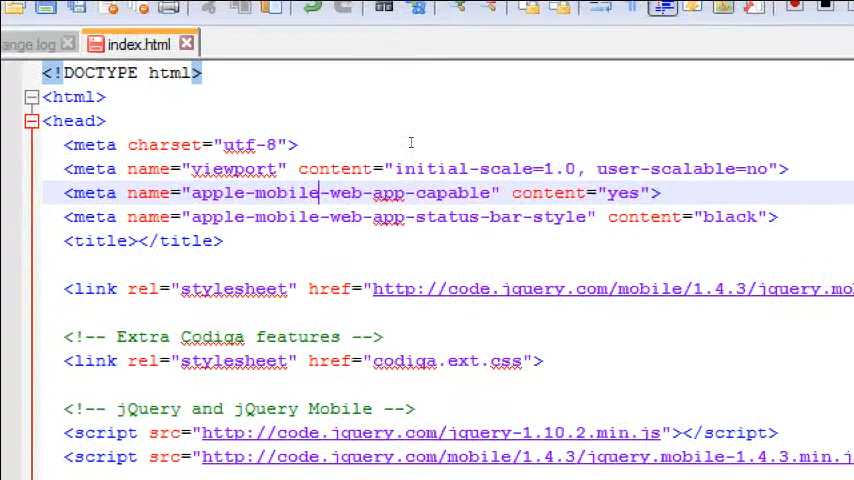 ange.log index.html
<!DOCTYPE html>
<html>
<head>
<meta charset="utf-8">
<meta name="viewport" content="initial-scale=1.0, user-scalable=no">
<meta name="apple-mobile-web-app-capable" content="yes">
<meta name="apple-mobile-web-app-status-bar-style" content="black">
<title></title>
<link rel="stylesheet" href="http://code.jquery.com/mobile/1.4.3/jquery.mo
<!-- Extra Codiqa features -->
<link rel="stylesheet" href="codiqa.ext.css">
<!-- jQuery and jQuery Mobile -->
<script src="http://code.jquery.com/jquery-1.10.2.min.js"></script>
<script src="http://code.jquery.com/mobile/1.4.3/jquery.mobile-1.4.3.min.j